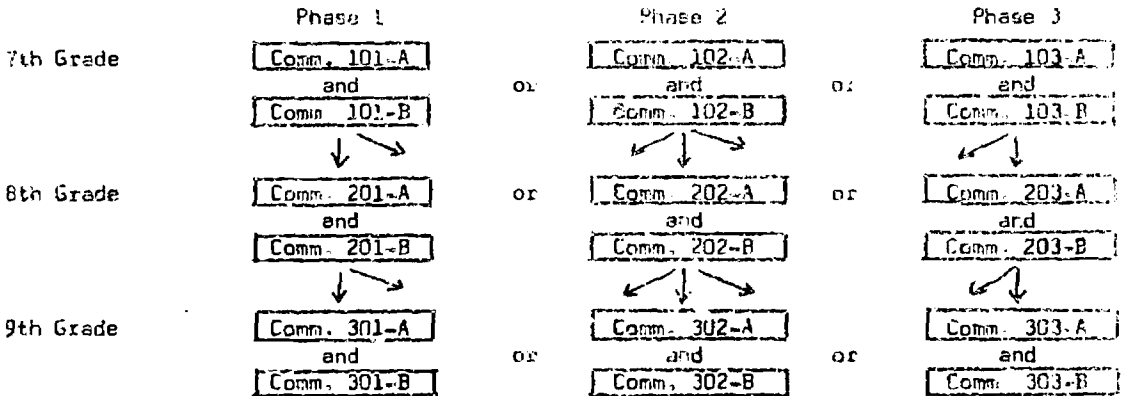 Phase 1 Phase 2 Phase 3
7th Grade Comm. 101-A Comm. 102-A Comm. 103-A
and or and or and
Comm. 101-B Comm. 102-B Comm. 103-B
8th Grade Comm. 201-A or Comm. 202-A or Comm. 203-A
and and and
Comm. 201-B Comm. 202-B Comm. 203-B
9th Grade Comm. 301-A Comm. 302-A Comm. 303-A
and or and or and
Comm. 301-B Comm. 302-B Comm. 303-B